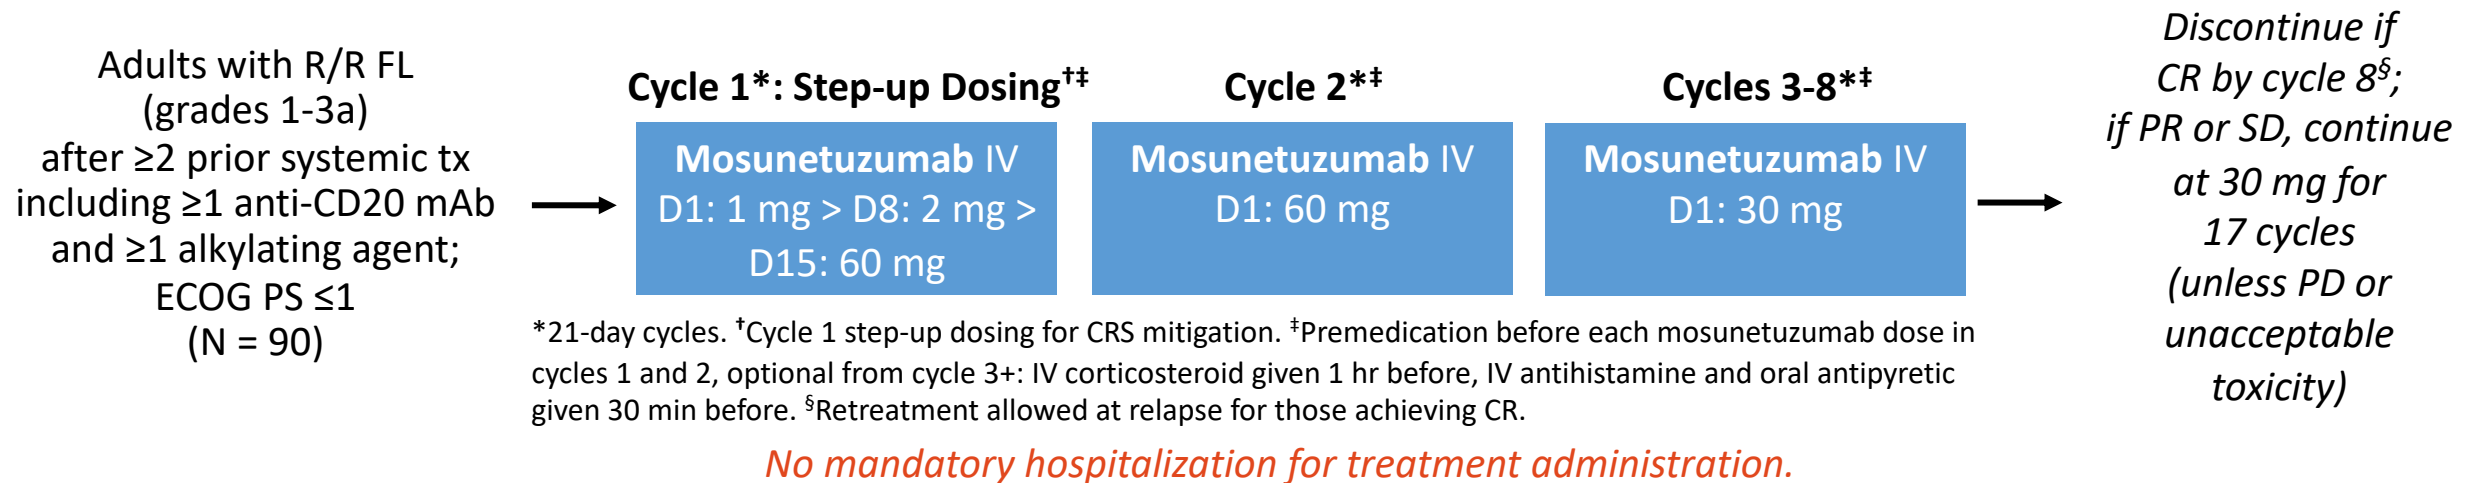 Adults with R/R FL
(grades 1-3a)
after ≥2 prior systemic tx
including ≥1 anti-CD20 mAb
and ≥1 alkylating agent;
ECOG PS ≤1
(N = 90)
Cycle 1*: Step-up Dosing†‡
Mosunetuzumab IV
D1: 1 mg > D8: 2 mg >
D15: 60 mg
Cycle 2*‡
Mosunetuzumab IV
D1: 60 mg
Cycles 3-8*‡
Mosunetuzumab IV
D1: 30 mg
Discontinue if
CR by cycle 8§;
if PR or SD, continue
at 30 mg for
17 cycles
(unless PD or
unacceptable
toxicity)
*21-day cycles. †Cycle 1 step-up dosing for CRS mitigation. ‡Premedication before each mosunetuzumab dose in
cycles 1 and 2, optional from cycle 3+: IV corticosteroid given 1 hr before, IV antihistamine and oral antipyretic
given 30 min before. §Retreatment allowed at relapse for those achieving CR.
No mandatory hospitalization for treatment administration.